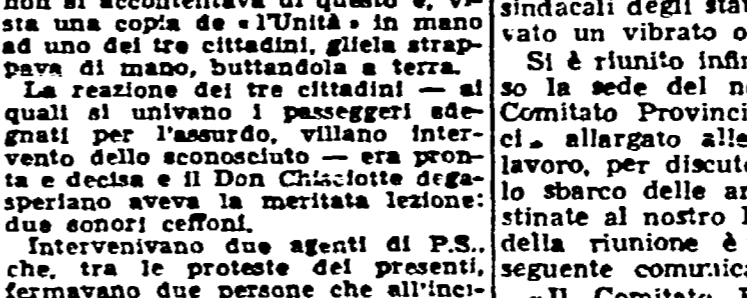 non si accontentava di questo e, vi-
sta una copia de « l'Unità » in mano
ad uno dei tre cittadini, gliela strap-
pava di mano, buttandola a terra.
La reazione dei tre cittadini — ai
quali si univano i passeggeri sde-
gnati per l'assurdo, villano inter-
vento dello sconosciuto — era pron-
ta e decisa e il Don Chisciotte dega-
speriano aveva la meritata lezione:
due sonori ceffoni.
Intervenivano due agenti di P.S.,
che, tra le proteste dei presenti,
fermavano due persone che all'inci-
sindacali degli stat
vato un vibrato o
Si è riunito infin
so la sede del n
Comitato Provinci
ci » allargato alle
lavoro, per discut
lo sbarco delle ar
stinate al nostro
della riunione è
seguente comunica
«Il Comitato